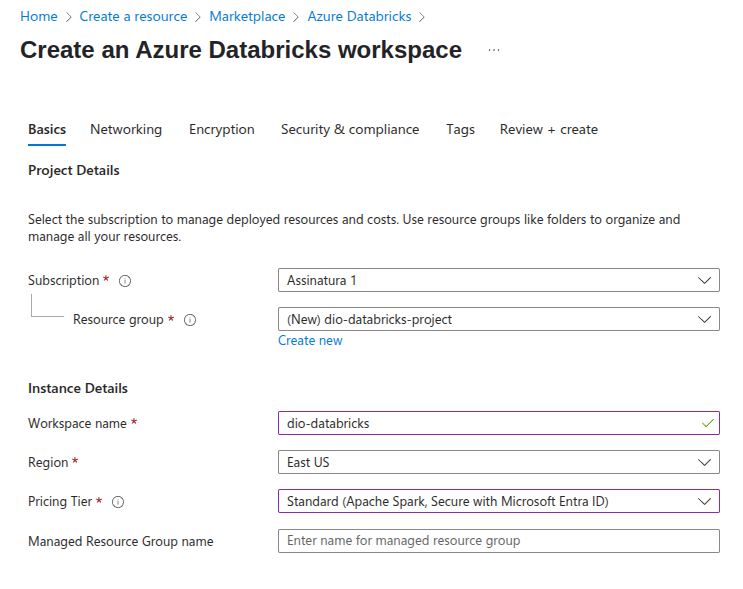 Home > Create a resource > Marketplace > Azure Databricks >
Create an Azure Databricks workspace ...
Basics Networking Encryption Security & compliance Tags Review + create
Project Details
Select the subscription to manage deployed resources and costs. Use resource groups like folders to organize and
manage all your resources.
Subscription * Assinatura 1
Resource group * (New) dio-databricks-project
Create new
Instance Details
Workspace name * dio-databricks
Region * East US
Pricing Tier * Standard (Apache Spark, Secure with Microsoft Entra ID)
Managed Resource Group name Enter name for managed resource group